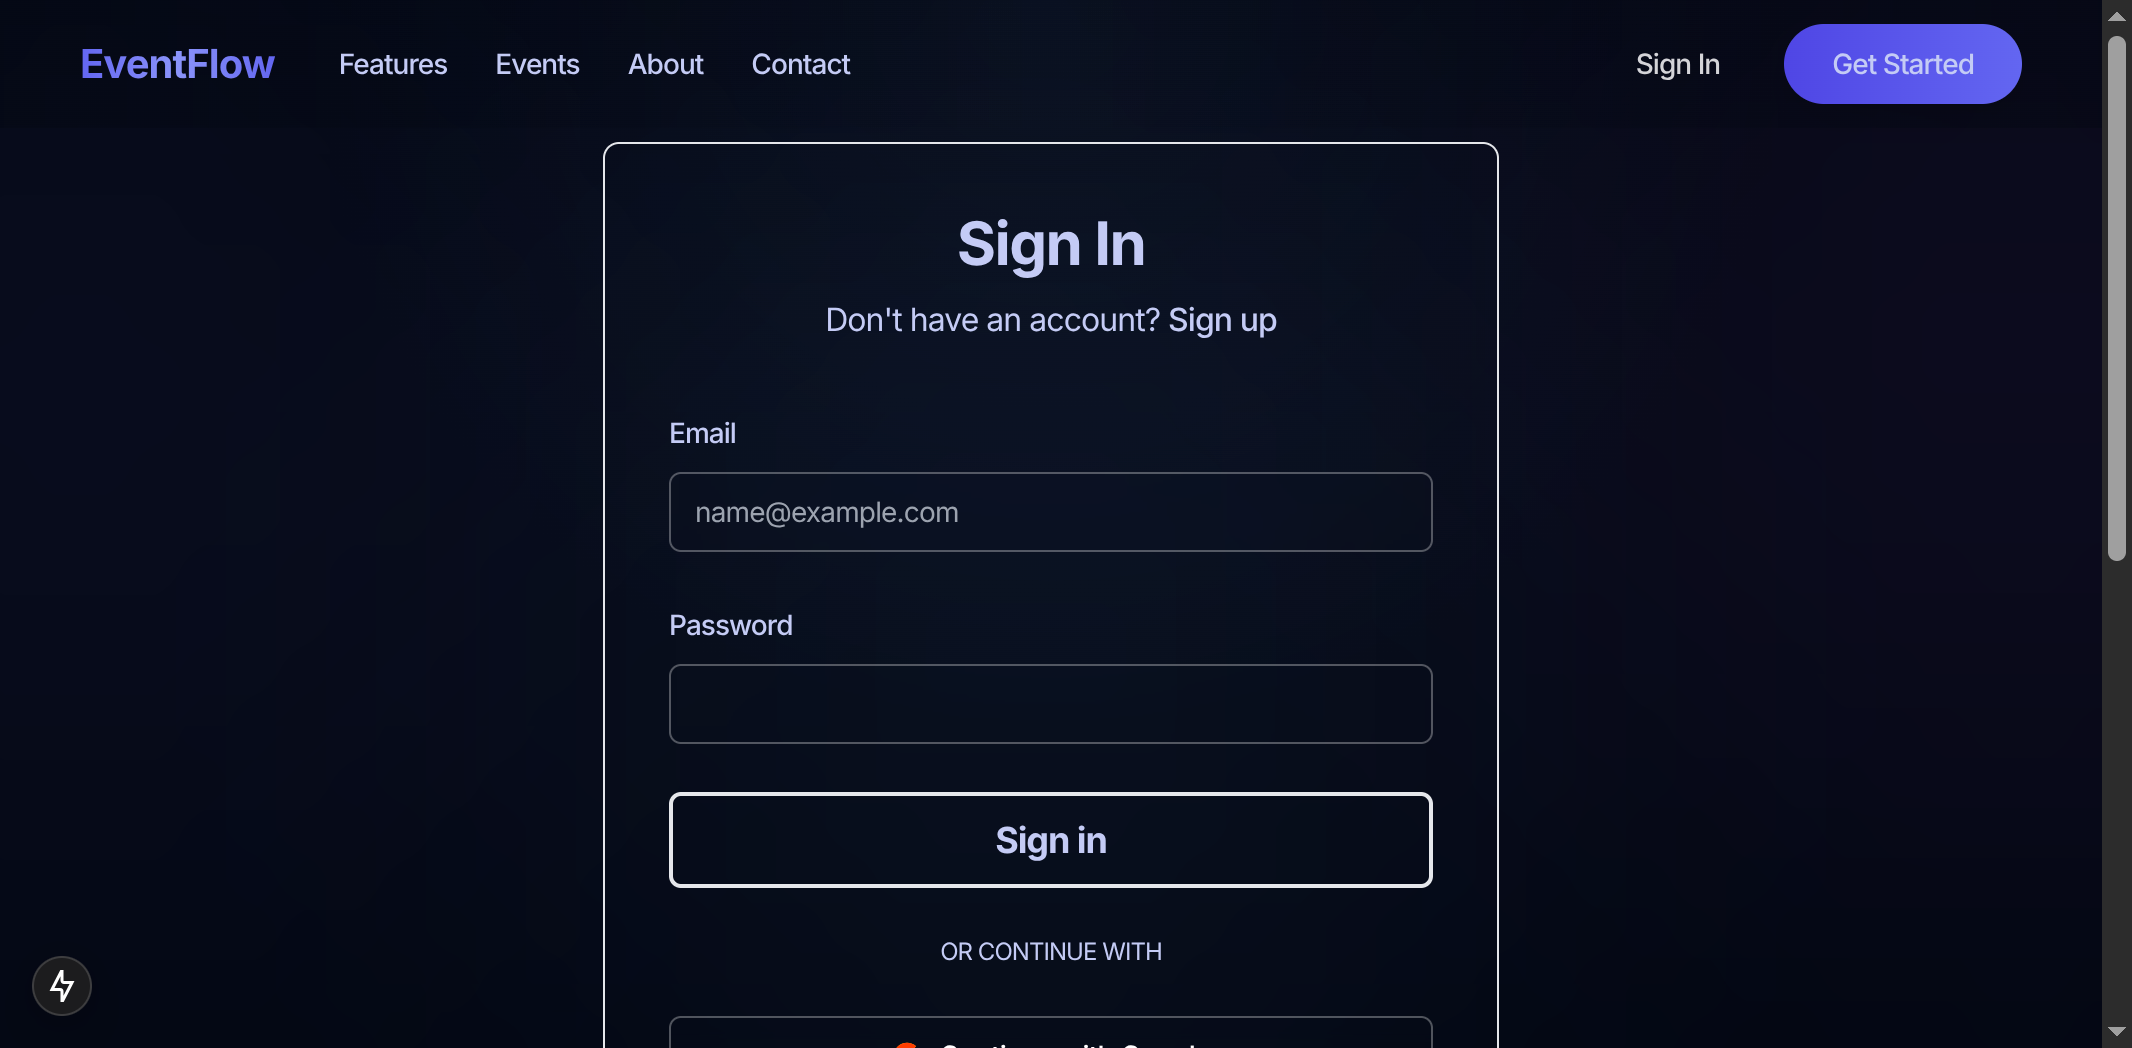 EventFlow Features Events About Contact Sign In Get Started
Sign In
Don't have an account? Sign up
Email
name@example.com
Password
Sign in
OR CONTINUE WITH